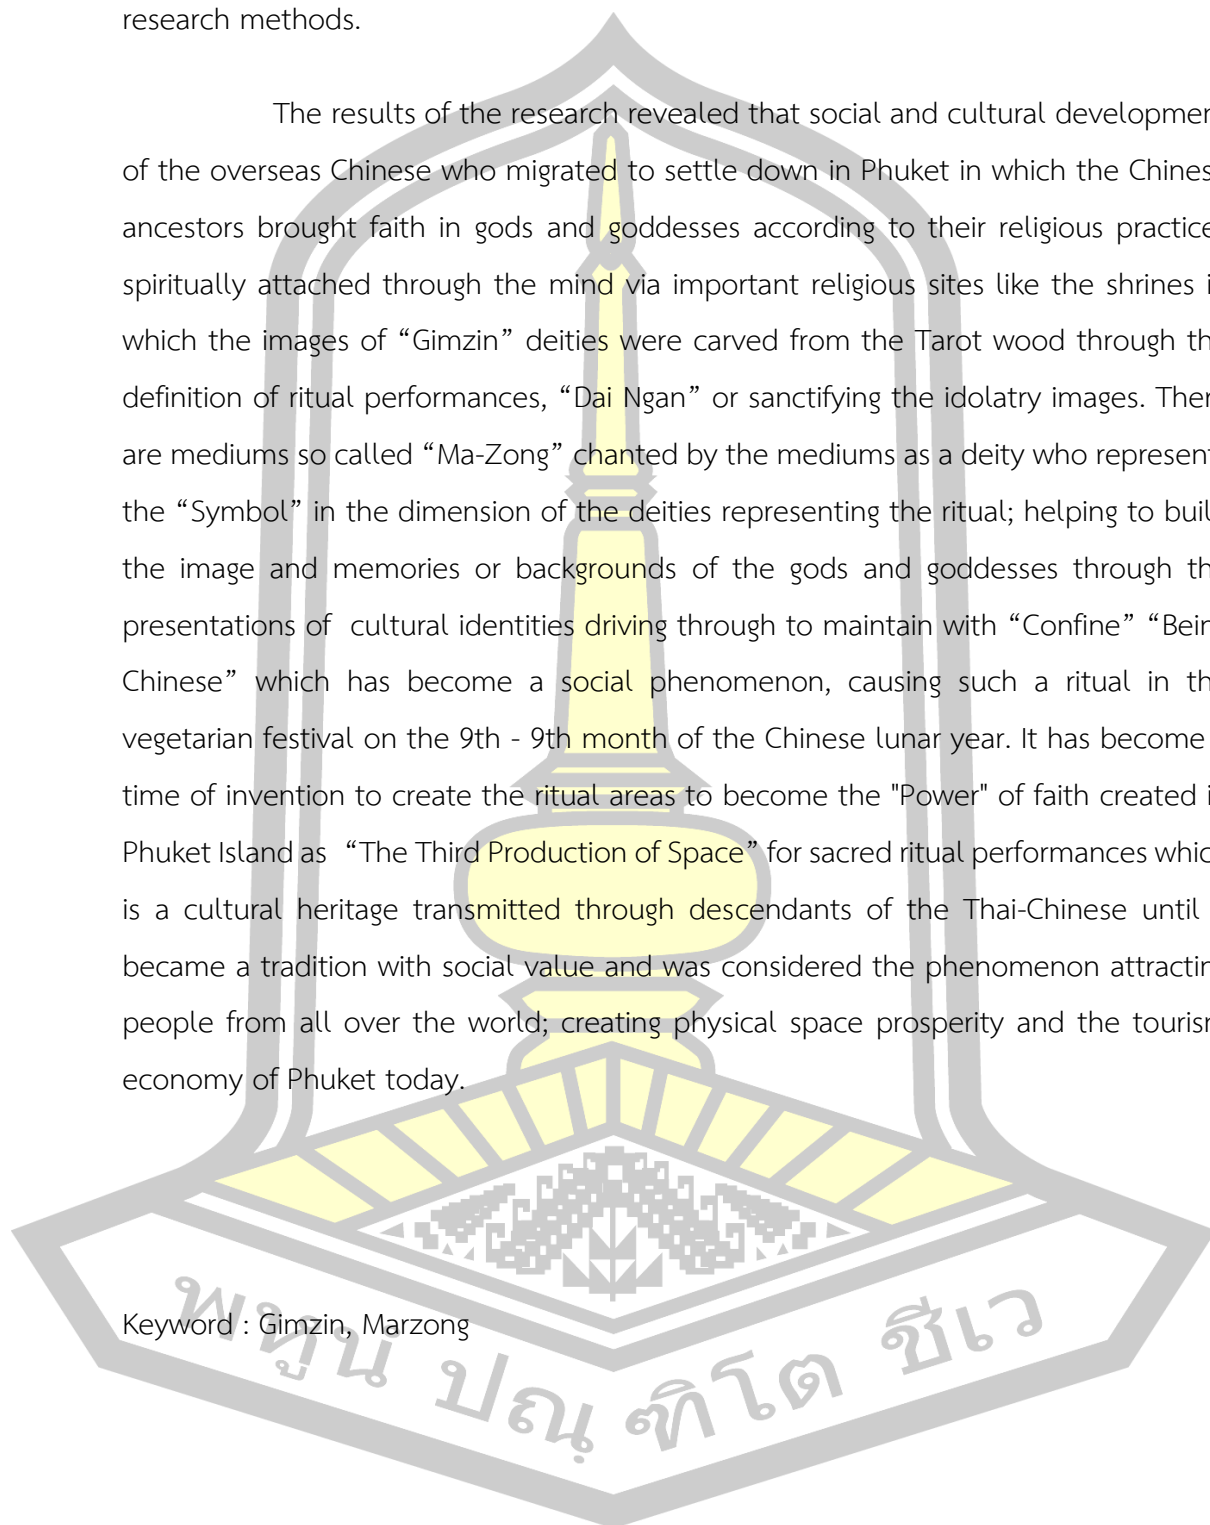 research methods.
The results of the research revealed that social and cultural developmen
of the overseas Chinese who migrated to settle down in Phuket in which the Chines
ancestors brought faith in gods and goddesses according to their religious practice
spiritually attached through the mind via important religious sites like the shrines i
which the images of “Gimzin” deities were carved from the Tarot wood through th
definition of ritual performances, “Dai Ngan” or sanctifying the idolatry images. Ther
are mediums so called “Ma-Zong” chanted by the mediums as a deity who represent
the “Symbol” in the dimension of the deities representing the ritual; helping to buil
the image and memories or backgrounds of the gods and goddesses through th
presentations of cultural identities driving through to maintain with “Confine” “Bein
Chinese” which has become a social phenomenon, causing such a ritual in th
vegetarian festival on the 9th - 9th month of the Chinese lunar year. It has become
time of invention to create the ritual areas to become the "Power" of faith created i
Phuket Island as “The Third Production of Space” for sacred ritual performances whic
is a cultural heritage transmitted through descendants of the Thai-Chinese until
became a tradition with social value and was considered the phenomenon attractin
people from all over the world; creating physical space prosperity and the tourism
economy of Phuket today.
Keyword : Gimzin, Marzong
พหูนํ ปณฺฑิโต ชีเว